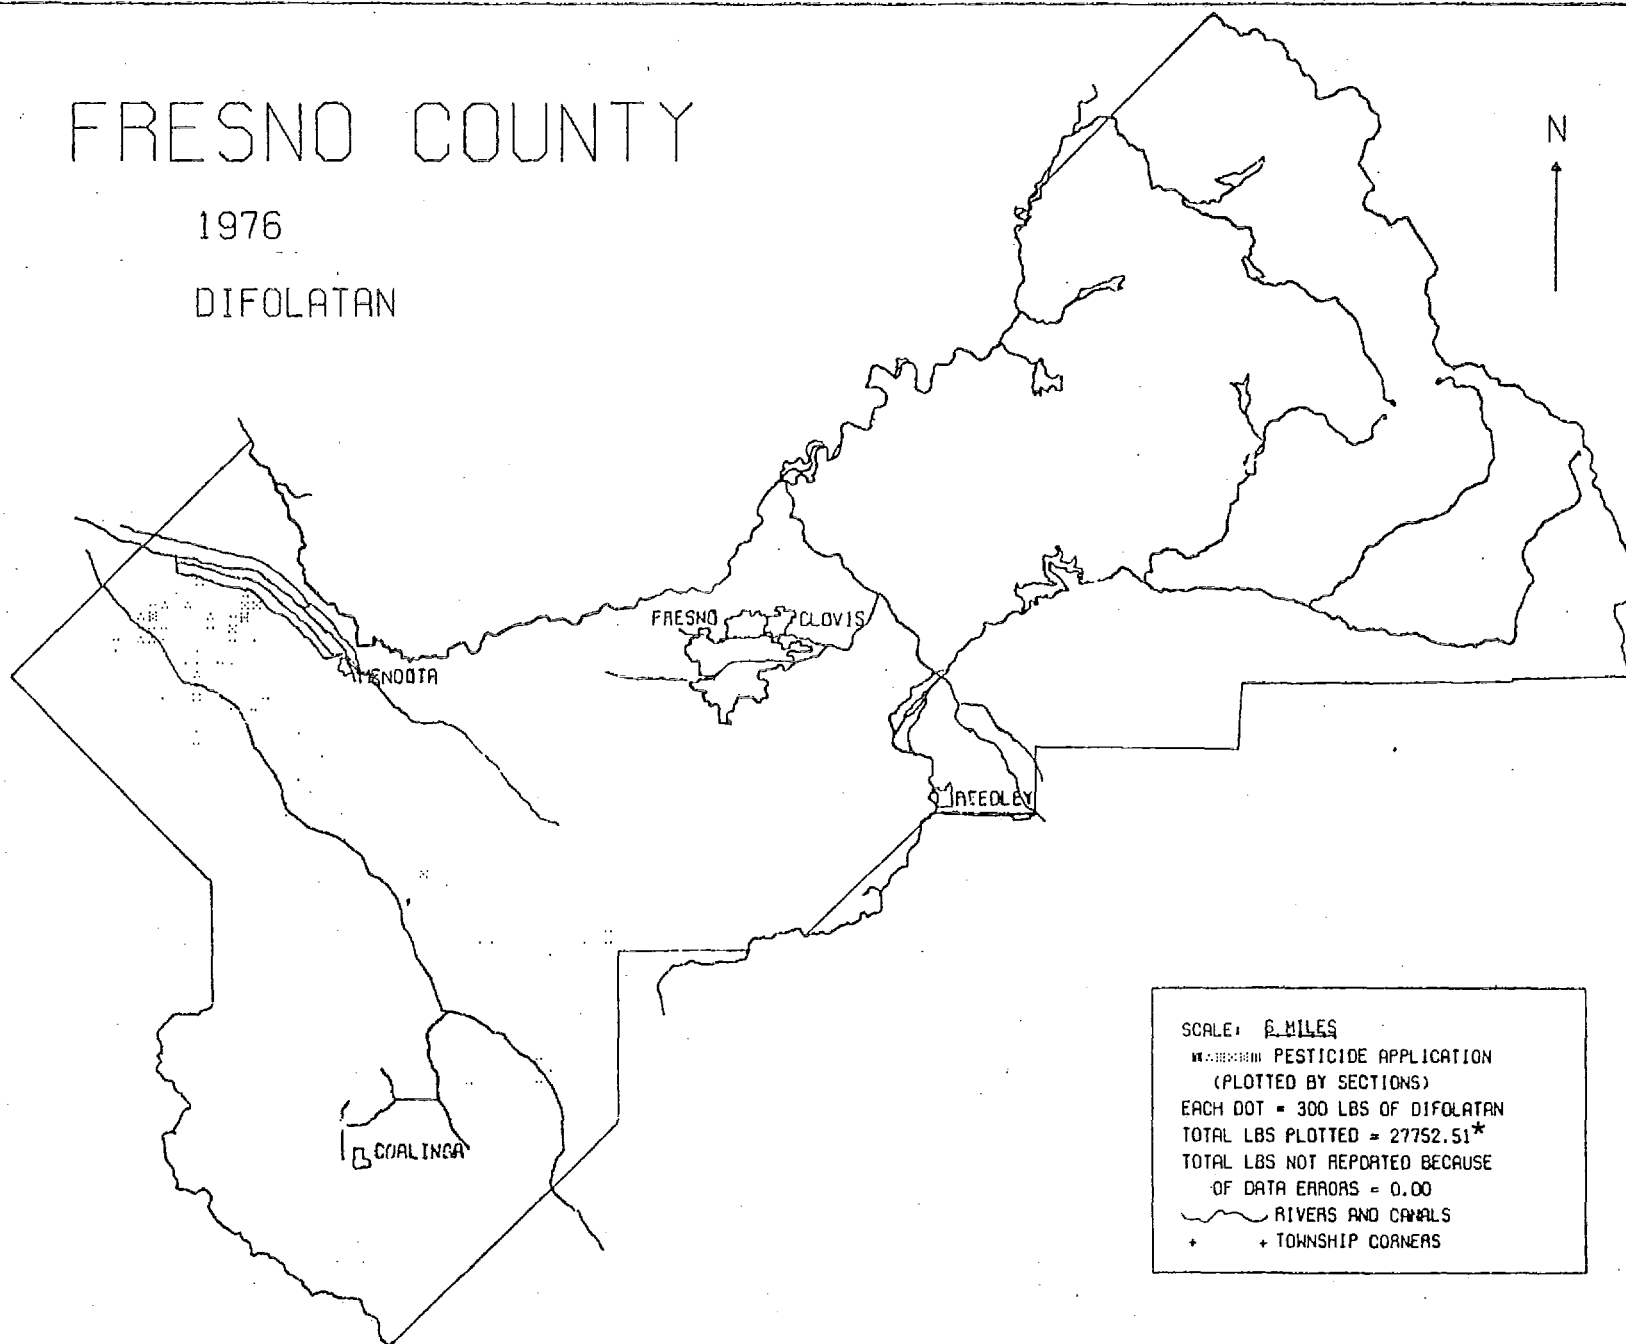 FRESNO COUNTY
1976
DIFOLATAN
N
FRESNO
CLOVIS
MENDOTA
REEDLEY
COALINGA
SCALE: 6 MILES
PESTICIDE APPLICATION
(PLOTTED BY SECTIONS)
EACH DOT = 300 LBS OF DIFOLATAN
TOTAL LBS PLOTTED = 27752.51*
TOTAL LBS NOT REPORTED BECAUSE
OF DATA ERRORS = 0.00
RIVERS AND CANALS
+ + TOWNSHIP CORNERS